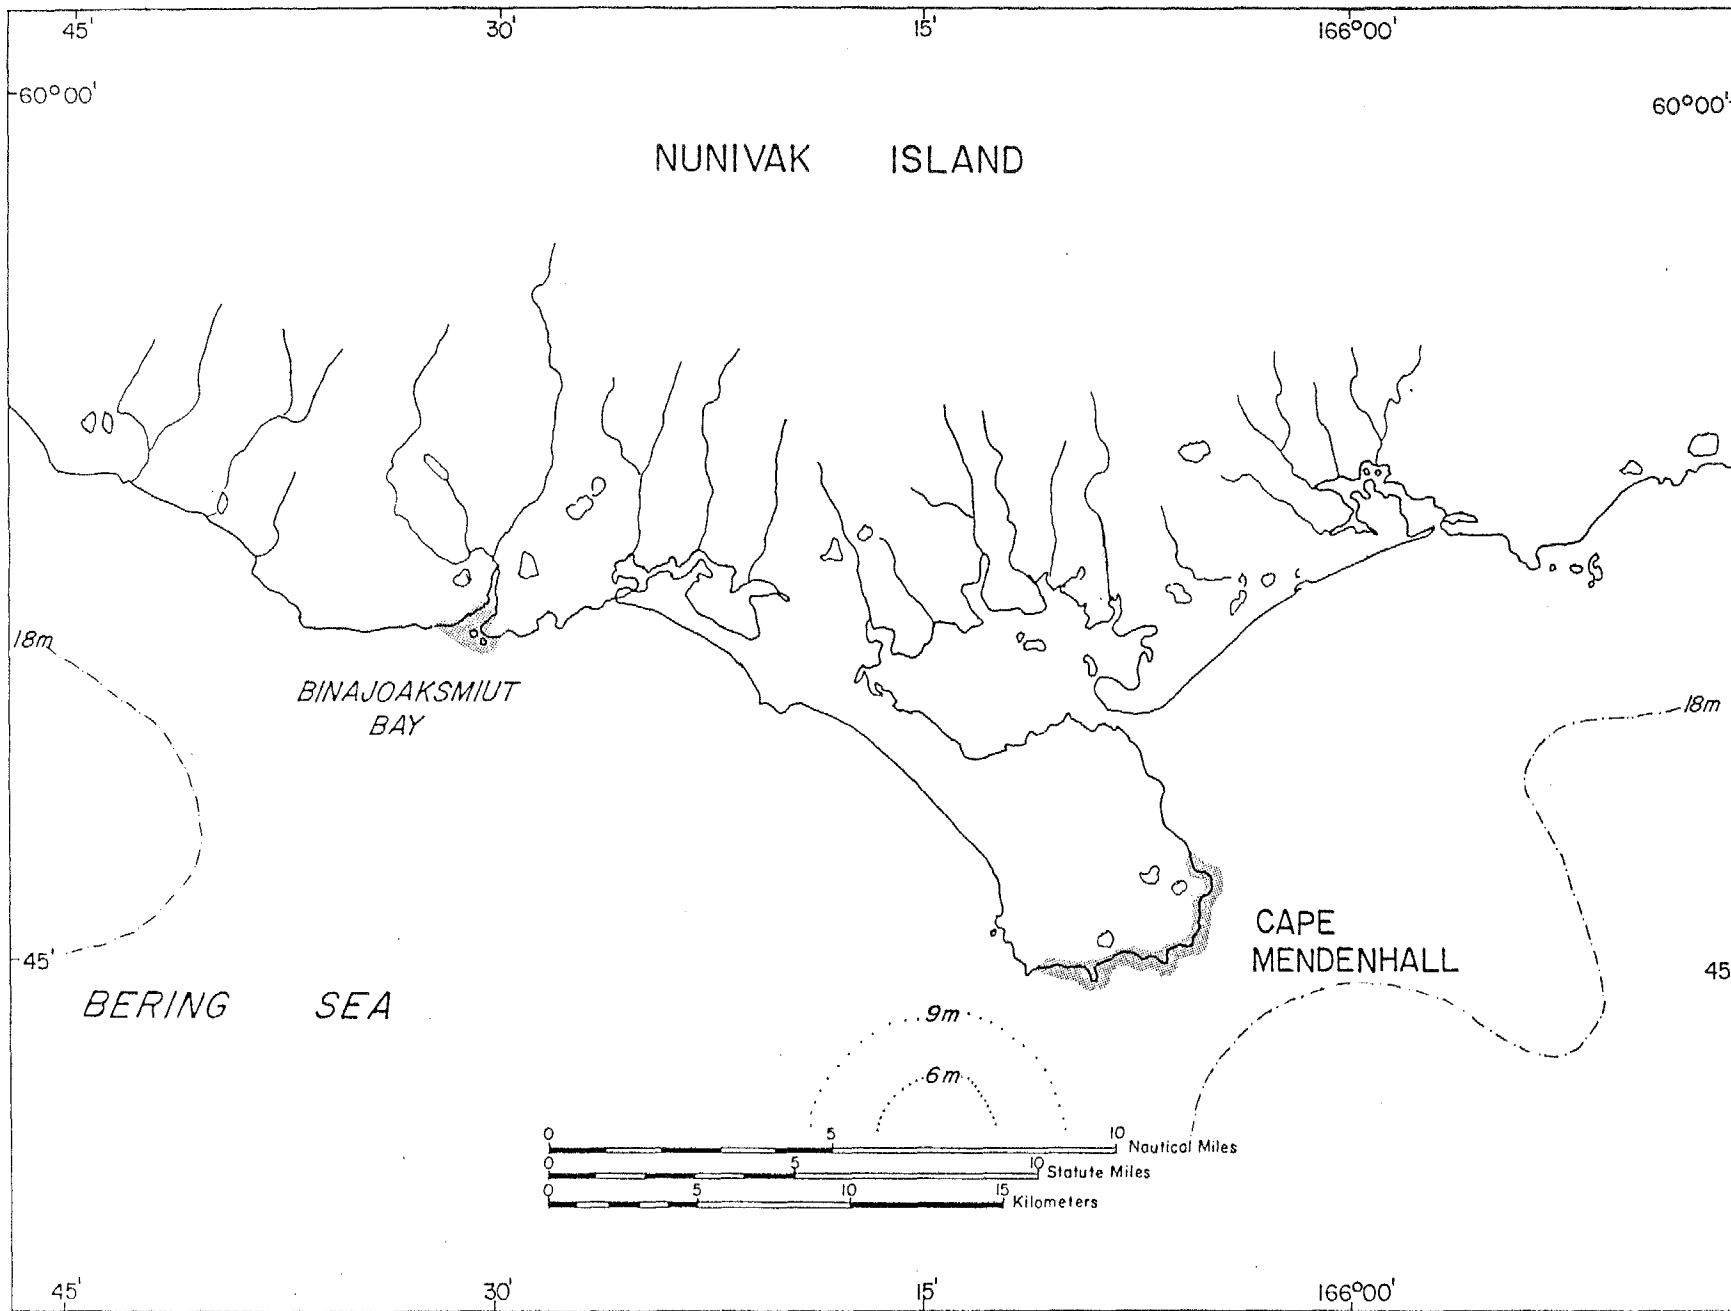 45'
30'
15'
166°00'
60°00'
60°00'
NUNIVAK ISLAND
18m
BINAJOAKSMIUT
BAY
18m
CAPE
MENDENHALL
45'
45
BERING SEA
9m
6m
0 5 10 Nautical Miles
0 5 10 Statute Miles
0 5 10 15 Kilometers
45'
30'
15'
166°00'